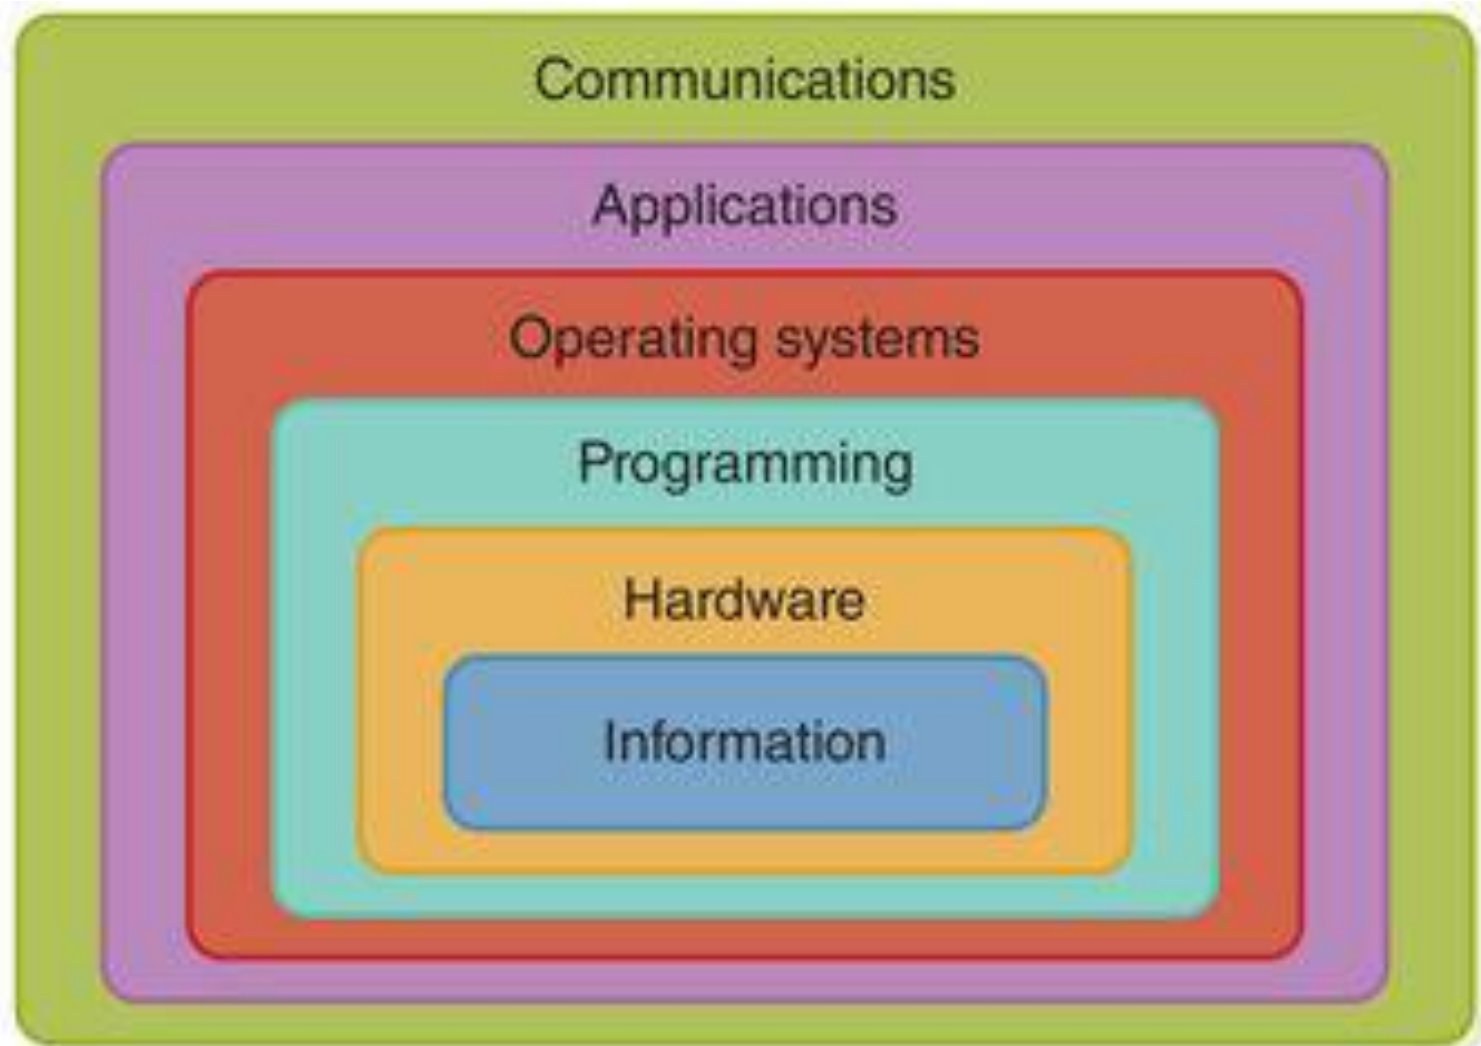 Communications
Applications
Operating systems
Programming
Hardware
Information